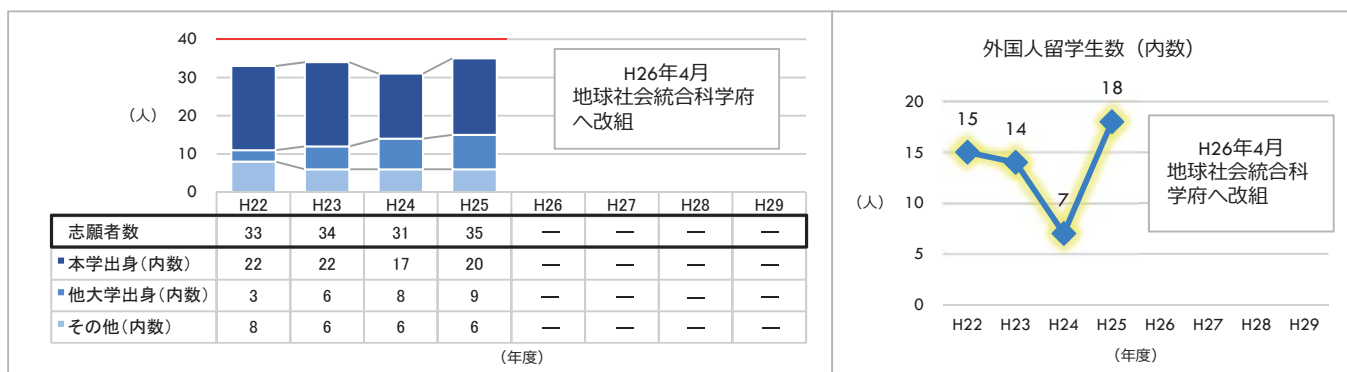 40
30
20
10
0
（人）
H26年4月
地球社会統合科学府
へ改組
H22 H23 H24 H25 H26 H27 H28 H29
志願者数 33 34 31 35 ― ― ― ―
本学出身（内数） 22 22 17 20 ― ― ― ―
他大学出身（内数） 3 6 8 9 ― ― ― ―
その他（内数） 8 6 6 6 ― ― ― ―
（年度）
外国人留学生数（内数）
20
15
10
5
0
（人）
15
14
7
18
H26年4月
地球社会統合科
学府へ改組
H22 H23 H24 H25 H26 H27 H28 H29
（年度）